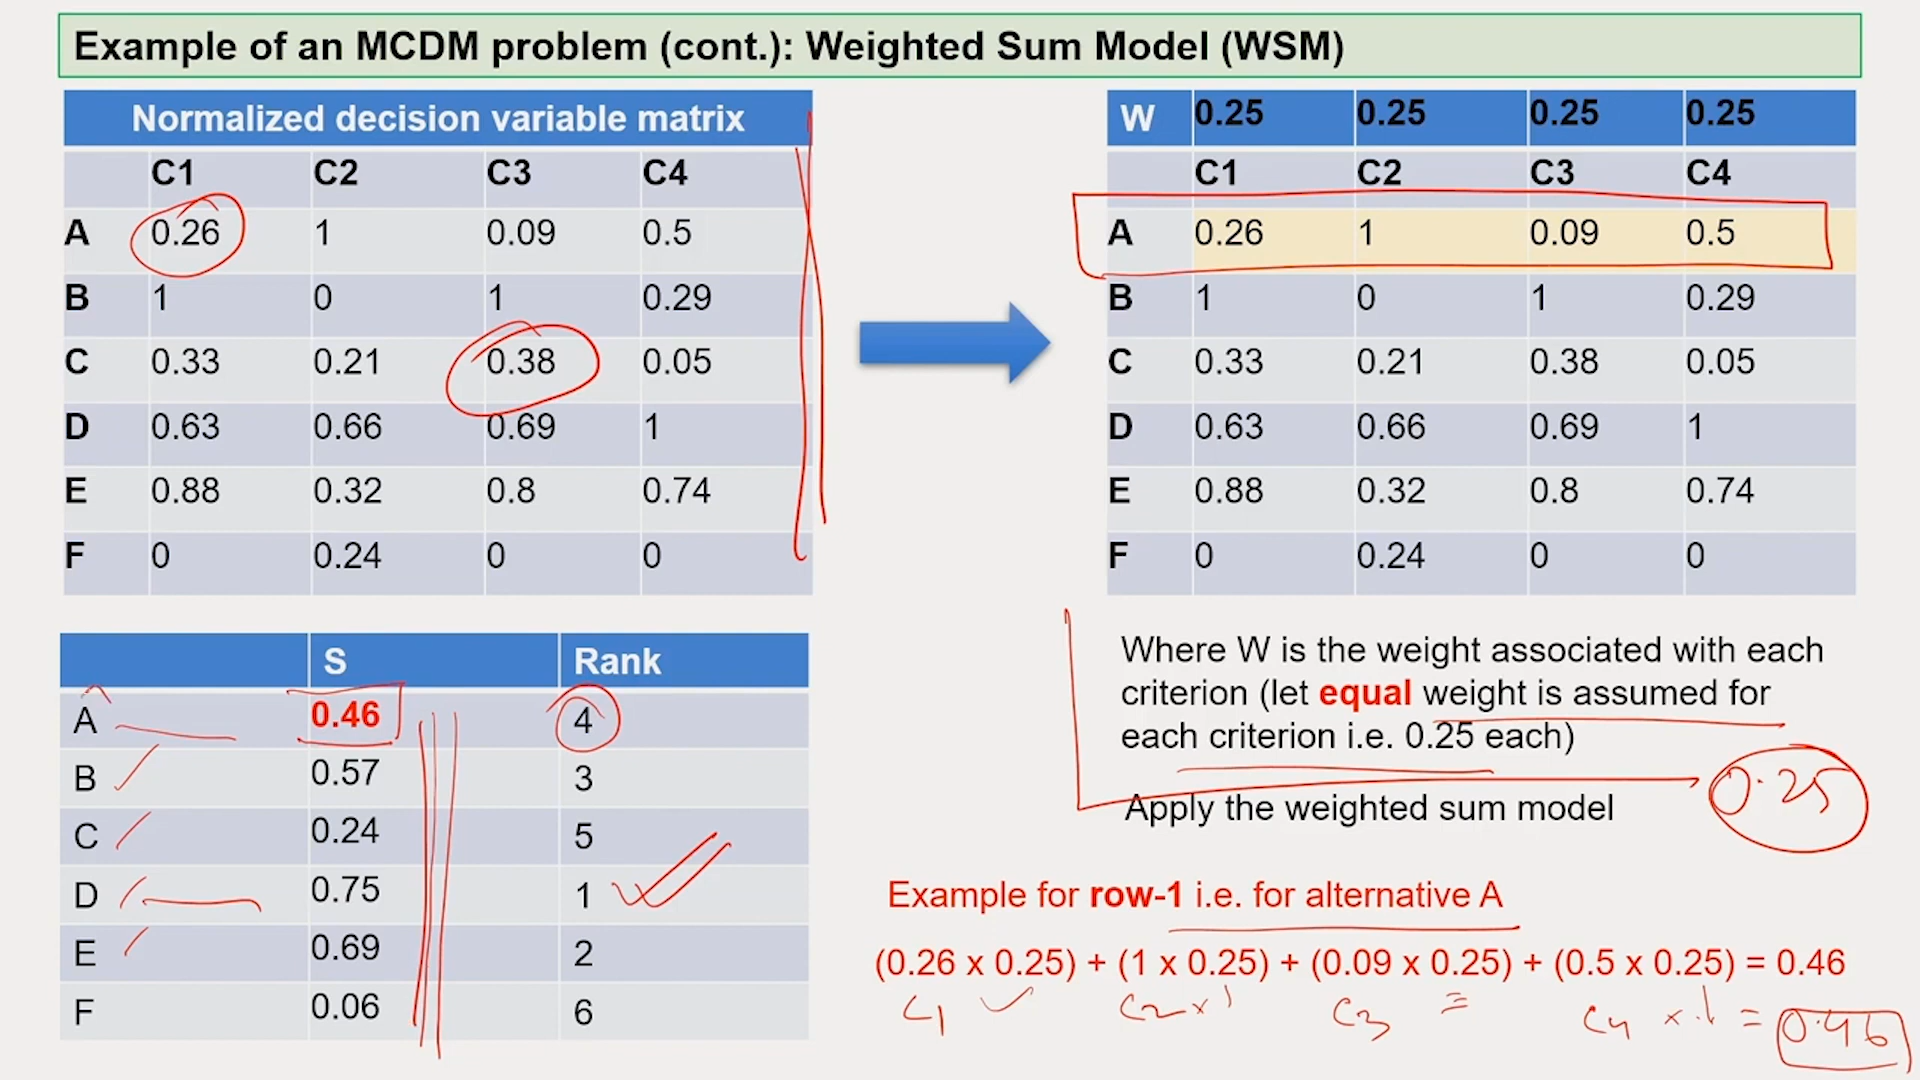 Example of an MCDM problem (cont.): Weighted Sum Model (WSM)
Normalized decision variable matrix
C1 C2 C3 C4
A 0.26 1 0.09 0.5
B 1 0 1 0.29
C 0.33 0.21 0.38 0.05
D 0.63 0.66 0.69 1
E 0.88 0.32 0.8 0.74
F 0 0.24 0 0
W 0.25 0.25 0.25 0.25
C1 C2 C3 C4
A 0.26 1 0.09 0.5
B 1 0 1 0.29
C 0.33 0.21 0.38 0.05
D 0.63 0.66 0.69 1
E 0.88 0.32 0.8 0.74
F 0 0.24 0 0
S Rank
A 0.46 4
B 0.57 3
C 0.24 5
D 0.75 1
E 0.69 2
F 0.06 6
Where W is the weight associated with each
criterion (let equal weight is assumed for
each criterion i.e. 0.25 each)
0.25
Apply the weighted sum model
Example for row-1 i.e. for alternative A
(0.26 x 0.25) + (1 x 0.25) + (0.09 x 0.25) + (0.5 x 0.25) = 0.46
C1 C2 x C3 C4 x = 0.46